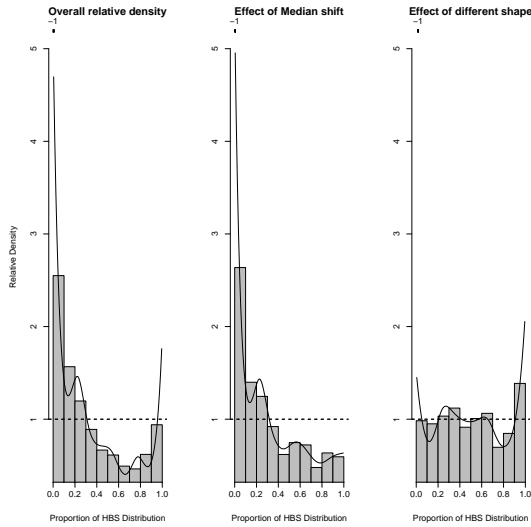 Overall relative density
Effect of Median shift
Effect of different shape
−1
−1
−1
Relative Density
5
4
3
2
1
5
4
3
2
1
5
4
3
2
1
0.0 0.2 0.4 0.6 0.8 1.0
0.0 0.2 0.4 0.6 0.8 1.0
0.0 0.2 0.4 0.6 0.8 1.0
Proportion of HBS Distribution
Proportion of HBS Distribution
Proportion of HBS Distribution